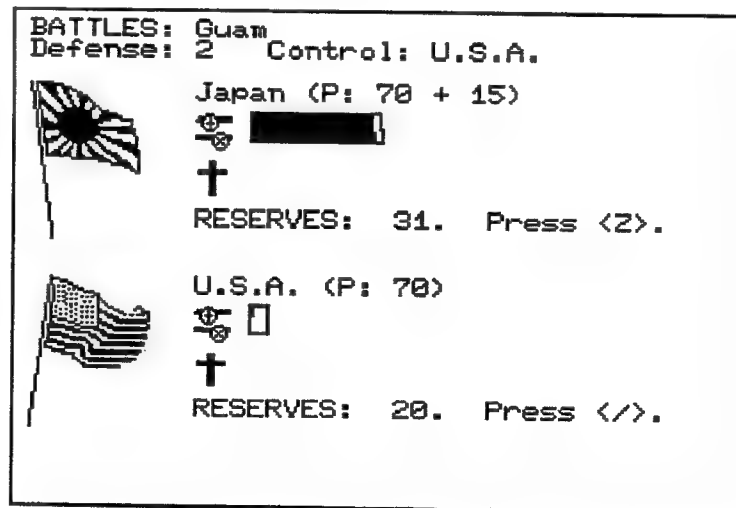 BATTLES: Guam
Defense: 2 Control: U.S.A.
Japan (P: 70 + 15)
RESERVES: 31. Press <Z>.
U.S.A. (P: 70)
RESERVES: 20. Press </>.